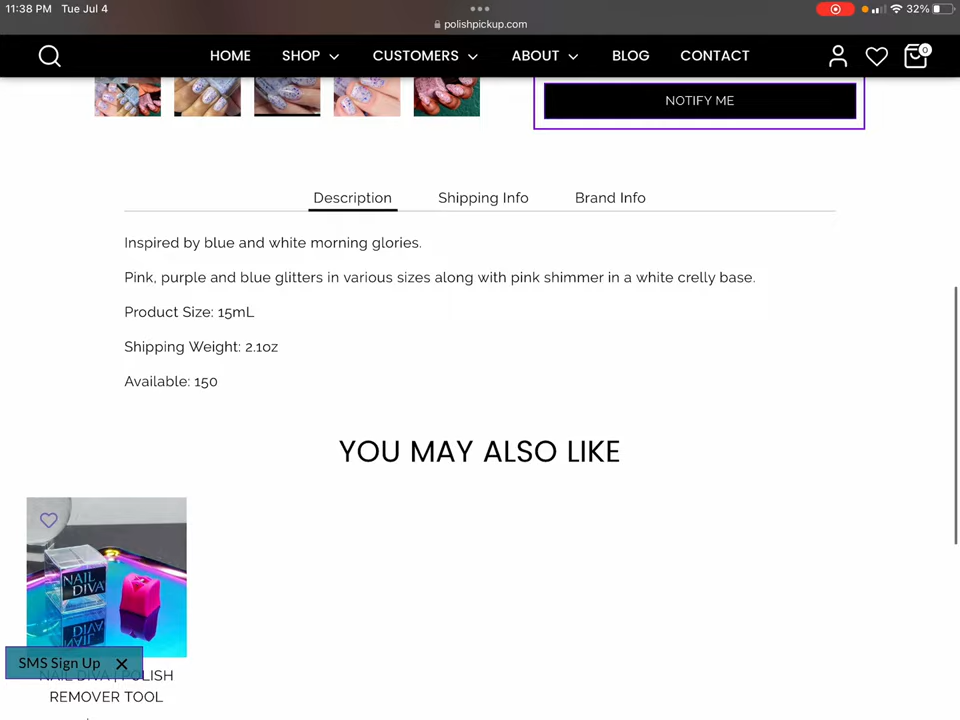 11:38 PM Tue Jul 4
32%
polishpickup.com
HOME SHOP CUSTOMERS ABOUT BLOG CONTACT
0
NOTIFY ME
Description Shipping Info Brand Info
Inspired by blue and white morning glories.
Pink, purple and blue glitters in various sizes along with pink shimmer in a white crelly base.
Product Size: 15mL
Shipping Weight: 2.1oz
Available: 150
YOU MAY ALSO LIKE
NAIL
DIVA
SMS Sign Up
NAIL DIVA | POLISH
REMOVER TOOL